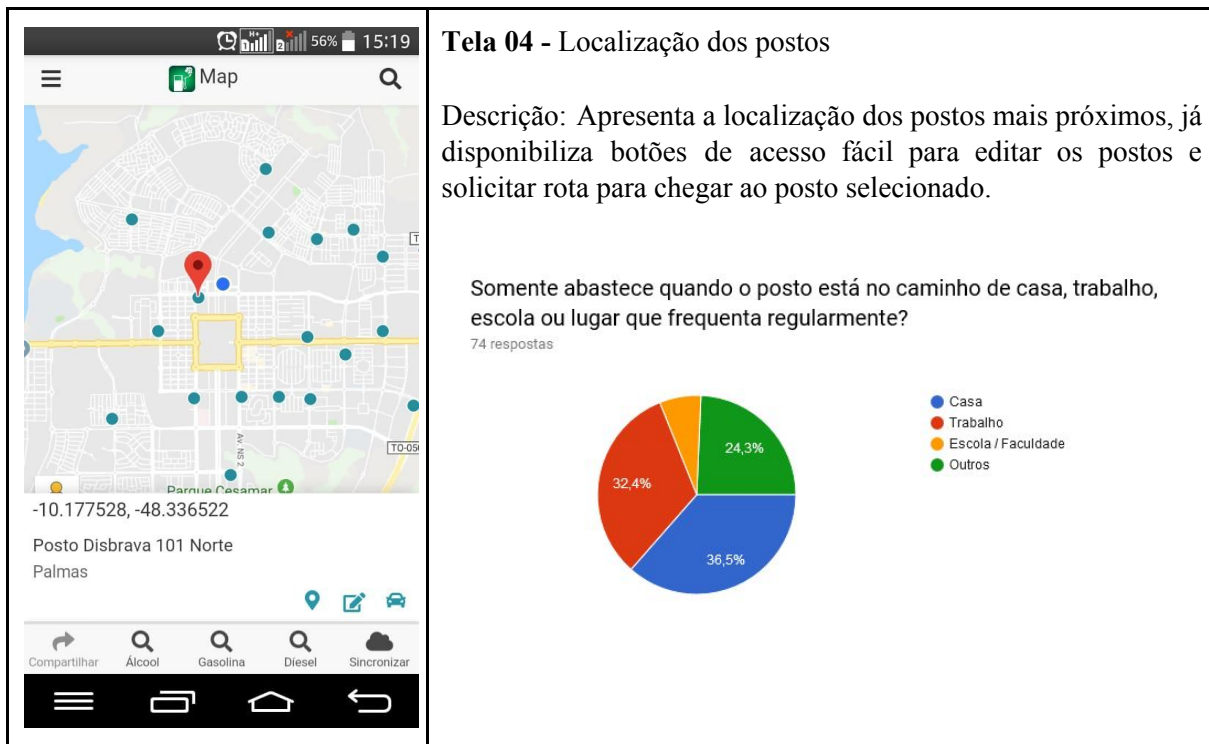 56% 15:19
Map
Av. NS 2
TO-05
Parque Cesamar
-10.177528, -48.336522
Posto Disbrava 101 Norte
Palmas
Compartilhar Álcool Gasolina Díesel Sincronizar
Tela 04 - Localização dos postos
Descrição: Apresenta a localização dos postos mais próximos, já
disponibiliza botões de acesso fácil para editar os postos e
solicitar rota para chegar ao posto selecionado.
Somente abastece quando o posto está no caminho de casa, trabalho,
escola ou lugar que frequenta regularmente?
74 respostas
24,3%
32,4%
36,5%
Casa
Trabalho
Escola / Faculdade
Outros